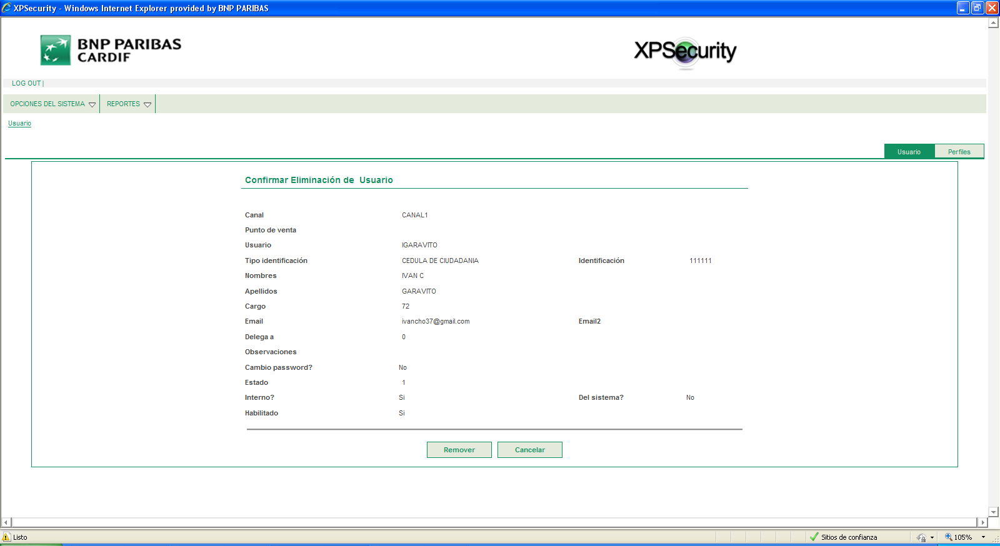 XPSecurity - Windows Internet Explorer provided by BNP PARIBAS
BNP PARIBAS
CARDIF
XPSecurity
LOG OUT |
OPCIONES DEL SISTEMA REPORTES
Usuario
Usuario Perfiles
Confirmar Eliminación de Usuario
Canal CANAL1
Punto de venta
Usuario IGARAVITO
Tipo identificación CEDULA DE CIUDADANIA Identificación 111111
Nombres IVAN C
Apellidos GARAVITO
Cargo 72
Email ivancho37@gmail.com Email2
Delega a 0
Observaciones
Cambio password? No
Estado 1
Interno? Si Del sistema? No
Habilitado Si
Remover Cancelar
Listo Sitios de confianza 105%